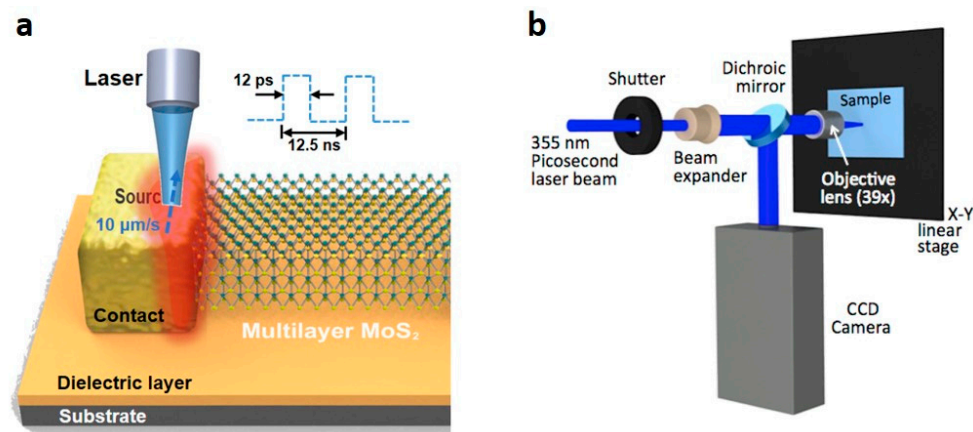 a
Laser
12 ps
12.5 ns
Sourc
10 µm/s
Contact
Multilayer MoS₂
Dielectric layer
Substrate
b
Shutter
Dichroic
mirror
Sample
355 nm
Picosecond
laser beam
Beam
expander
Objective
lens (39x)
X-Y
linear
stage
CCD
Camera